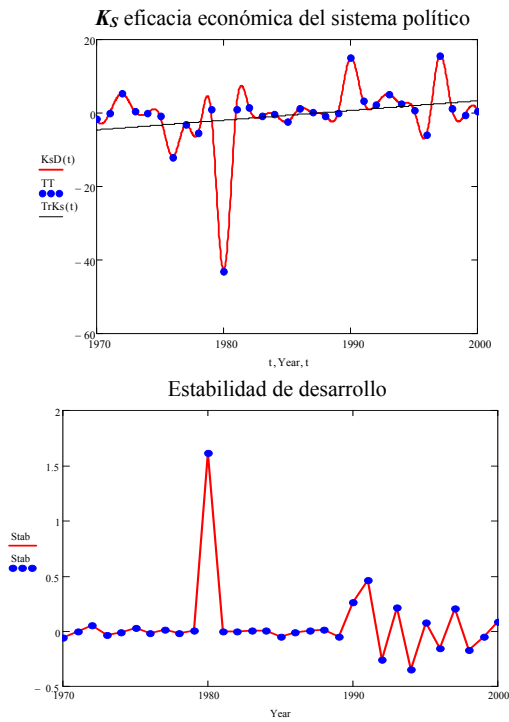 Ks eficacia económica del sistema político
20
0
KsD(t)
TT
TrKs(t)
− 20
− 40
− 60
1970
1980
1990
2000
t, Year, t
Estabilidad de desarrollo
2
1.5
1
Stab
Stab
0.5
0
− 0.5
1970
1980
1990
2000
Year